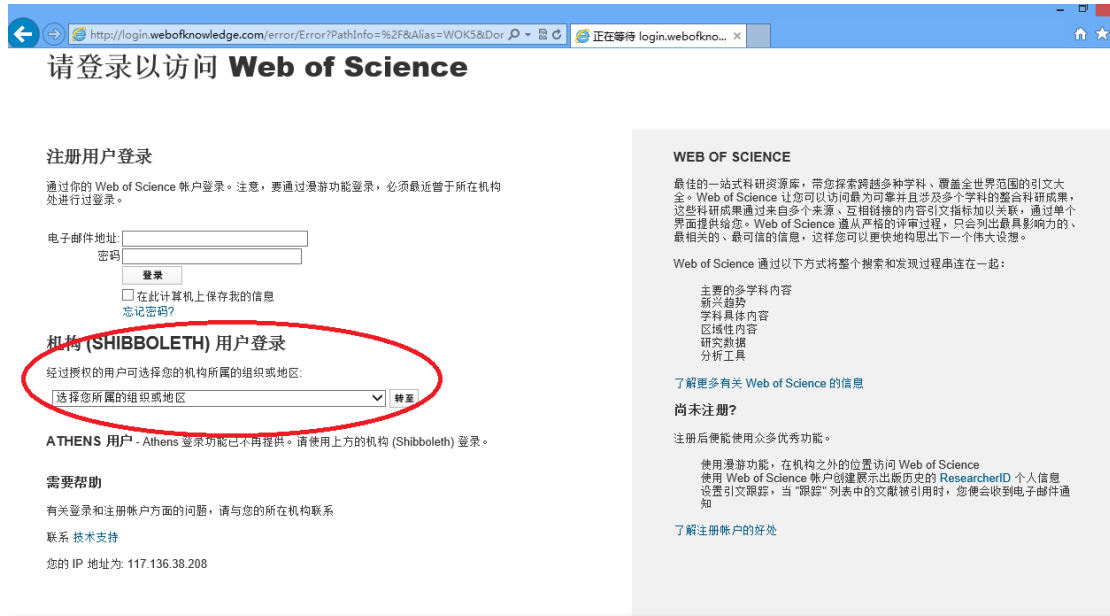 http://login.webofknowledge.com/error/Error?PathInfo=%2F&Alias=WOK5&Dor
正在等待 login.webofkno...
请登录以访问 Web of Science
注册用户登录
通过你的 Web of Science 帐户登录。注意，要通过漫游功能登录，必须最近曾于所在机构
处进行过登录。
电子邮件地址:
密码
登录
在此计算机上保存我的信息
忘记密码?
机构 (SHIBBOLETH) 用户登录
经过授权的用户可选择您的机构所属的组织或地区:
选择您所属的组织或地区
转至
ATHENS 用户 - Athens 登录功能已不再提供。请使用上方的机构 (Shibboleth) 登录。
需要帮助
有关登录和注册帐户方面的问题，请与您的所在机构联系
联系 技术支持
您的 IP 地址为: 117.136.38.208
WEB OF SCIENCE
最佳的一站式科研资源库，带您探索跨越多种学科、覆盖全世界范围的引文大
全。Web of Science 让您可以访问最为可靠并且涉及多个学科的整合科研成果，
这些科研成果通过来自多个来源、互相链接的内容引文指标加以关联，通过单个
界面提供给您。Web of Science 遵从严格的评审过程，只会列出最具影响力的、
最相关的、最可信的信息，这样您可以更快地构思出下一个伟大设想。
Web of Science 通过以下方式将整个搜索和发现过程串连在一起：
主要的多学科内容
新兴趋势
学科具体内容
区域性内容
研究数据
分析工具
了解更多有关 Web of Science 的信息
尚未注册?
注册后便能使用众多优秀功能。
使用漫游功能，在机构之外的位置访问 Web of Science
使用 Web of Science 帐户创建展示出版历史的 ResearcherID 个人信息
设置引文跟踪，当 "跟踪" 列表中的文献被引用时，您便会收到电子邮件通
知
了解注册帐户的好处